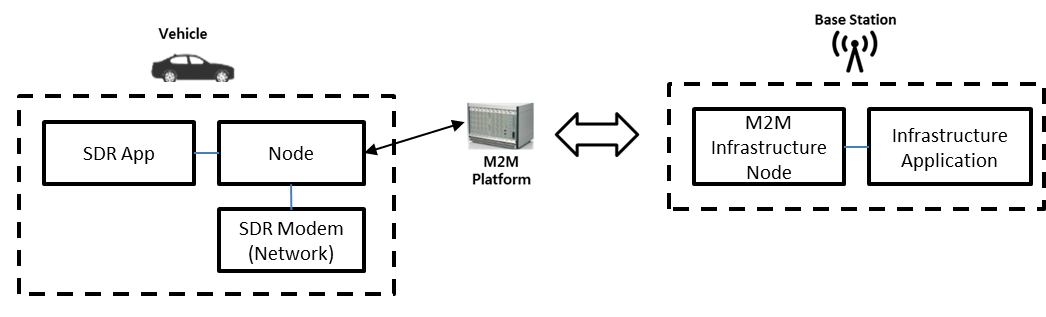 Vehicle
Base Station
SDR App
Node
SDR Modem
(Network)
M2M
Platform
M2M
Infrastructure
Node
Infrastructure
Application